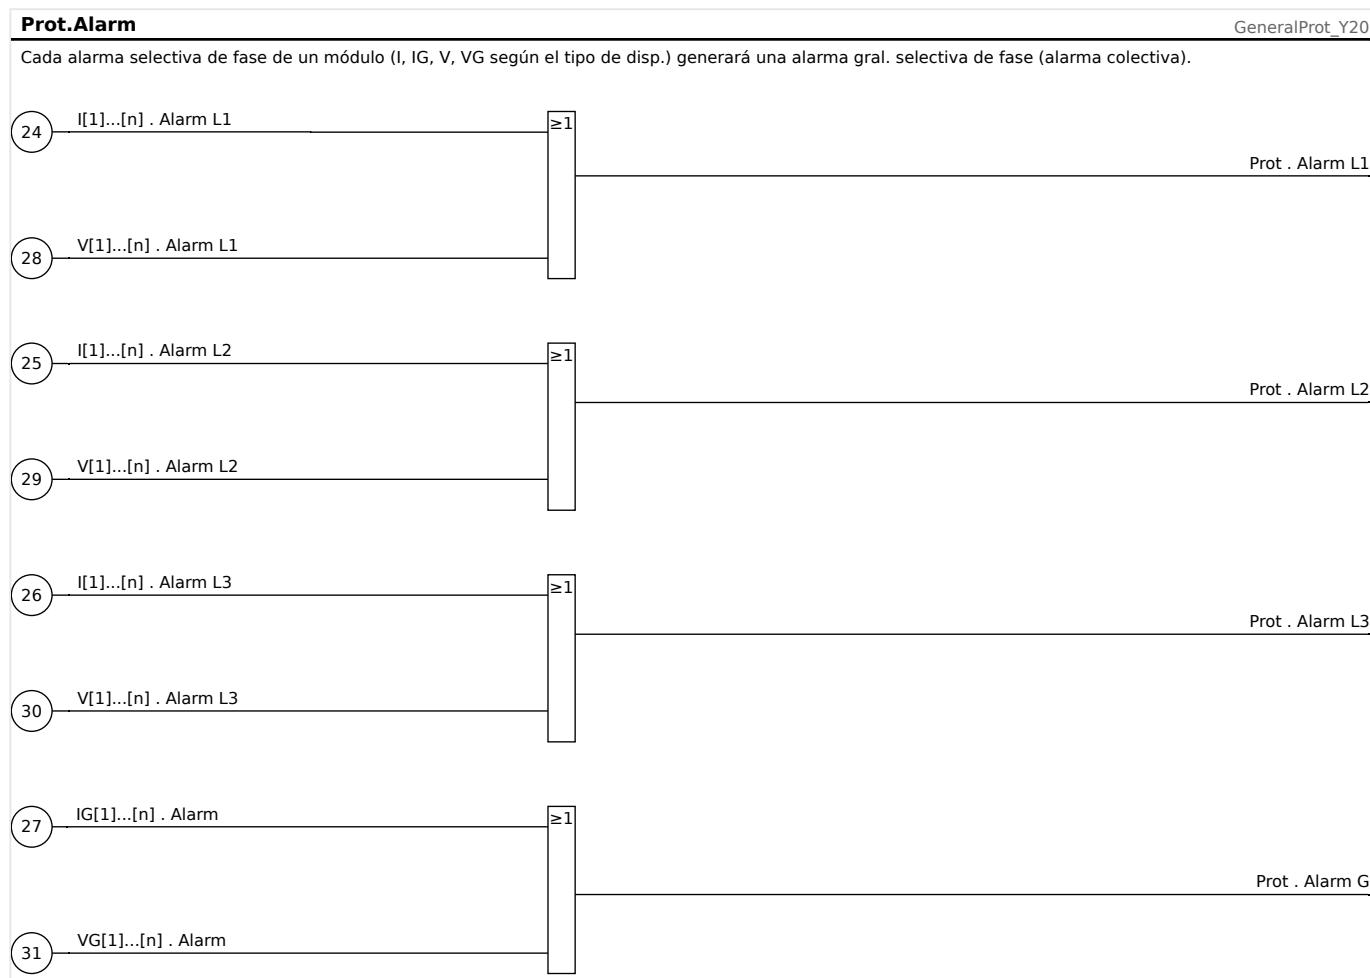 Prot.Alarm
GeneralProt_Y20
Cada alarma selectiva de fase de un módulo (I, IG, V, VG según el tipo de disp.) generará una alarma gral. selectiva de fase (alarma colectiva).
24
I[1]...[n] . Alarm L1
≥1
Prot . Alarm L1
28
V[1]...[n] . Alarm L1
25
I[1]...[n] . Alarm L2
≥1
Prot . Alarm L2
29
V[1]...[n] . Alarm L2
26
I[1]...[n] . Alarm L3
≥1
Prot . Alarm L3
30
V[1]...[n] . Alarm L3
27
IG[1]...[n] . Alarm
≥1
Prot . Alarm G
31
VG[1]...[n] . Alarm